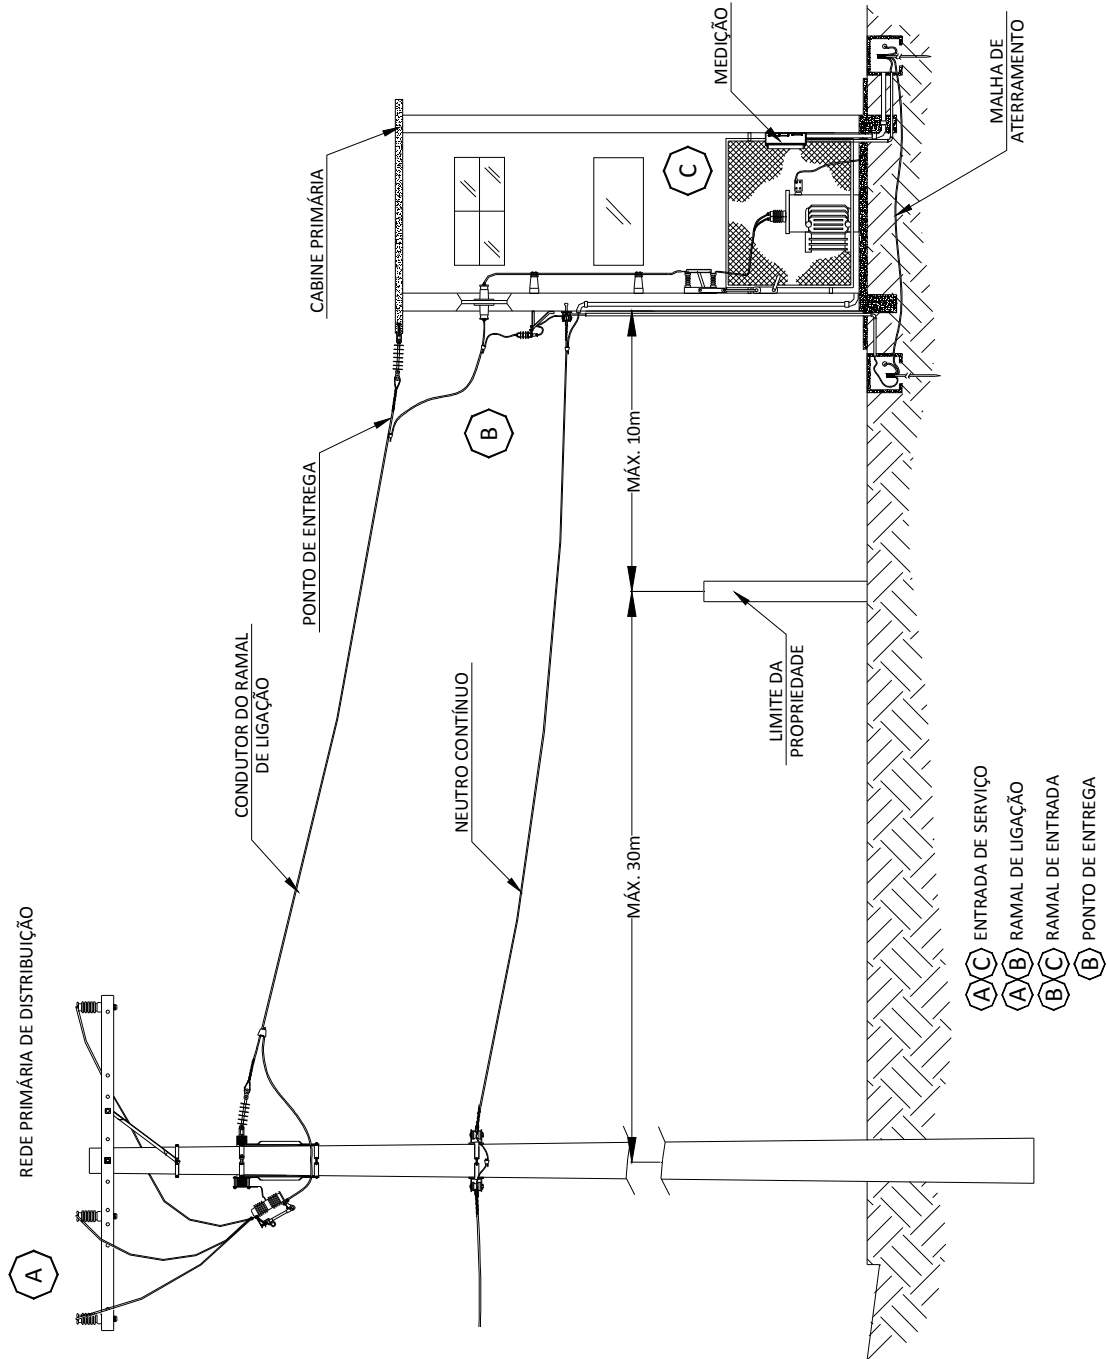 REDE PRIMÁRIA DE DISTRIBUIÇÃO
A
CONDUTOR DO RAMAL
DE LIGAÇÃO
PONTO DE ENTREGA
CABINE PRIMÁRIA
MEDIÇÃO
C
B
NEUTRO CONTÍNUO
MÁX. 30m
MÁX. 10m
LIMITE DA
PROPRIEDADE
MALHA DE
ATERRAMENTO
A C ENTRADA DE SERVIÇO
A B RAMAL DE LIGAÇÃO
B C RAMAL DE ENTRADA
B PONTO DE ENTREGA